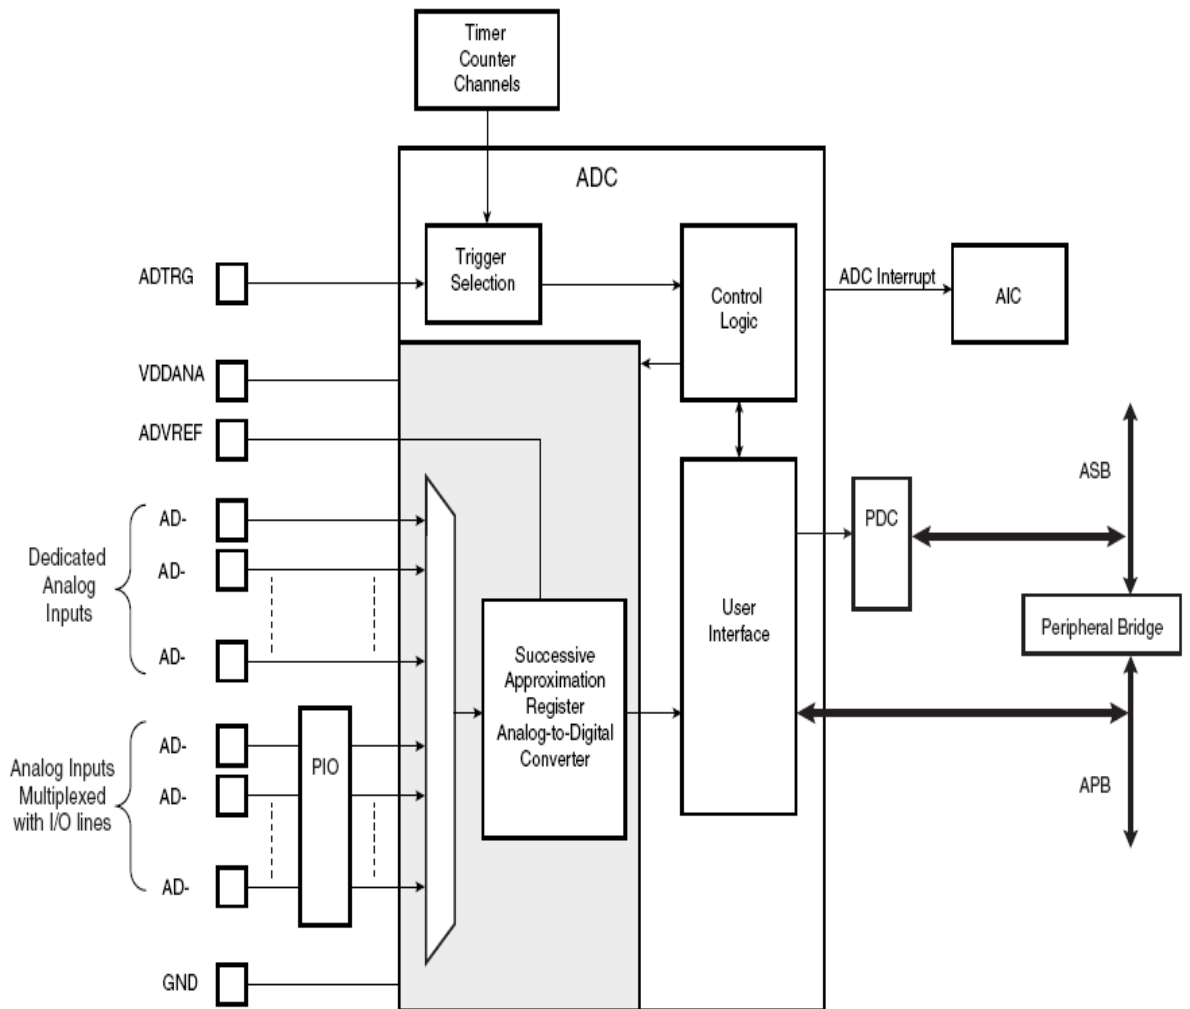 Timer
Counter
Channels
ADC
ADTRG
Trigger
Selection
Control
Logic
ADC Interrupt
AIC
VDDANA
ADVREF
ASB
Dedicated
Analog
Inputs
AD-
AD-
AD-
PDC
User
Interface
Peripheral Bridge
Successive
Approximation
Register
Analog-to-Digital
Converter
Analog Inputs
Multiplexed
with I/O lines
AD-
AD-
AD-
PIO
APB
GND